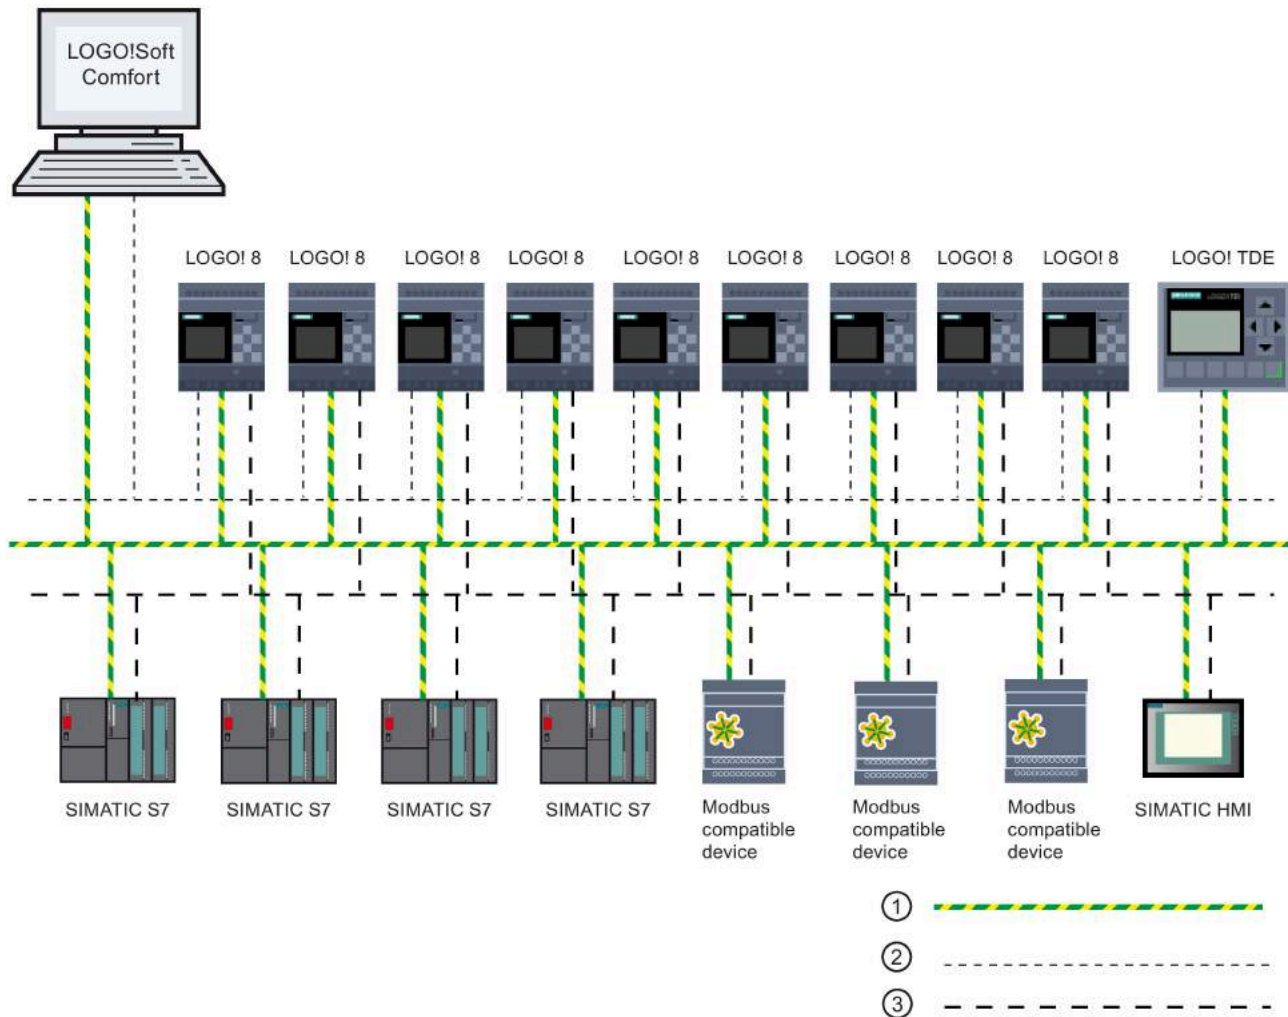 LOGO!Soft
Comfort
LOGO! 8
LOGO! 8
LOGO! 8
LOGO! 8
LOGO! 8
LOGO! 8
LOGO! 8
LOGO! 8
LOGO! 8
LOGO! TDE
SIMATIC S7
SIMATIC S7
SIMATIC S7
SIMATIC S7
Modbus
compatible
device
Modbus
compatible
device
Modbus
compatible
device
SIMATIC HMI
1
2
3